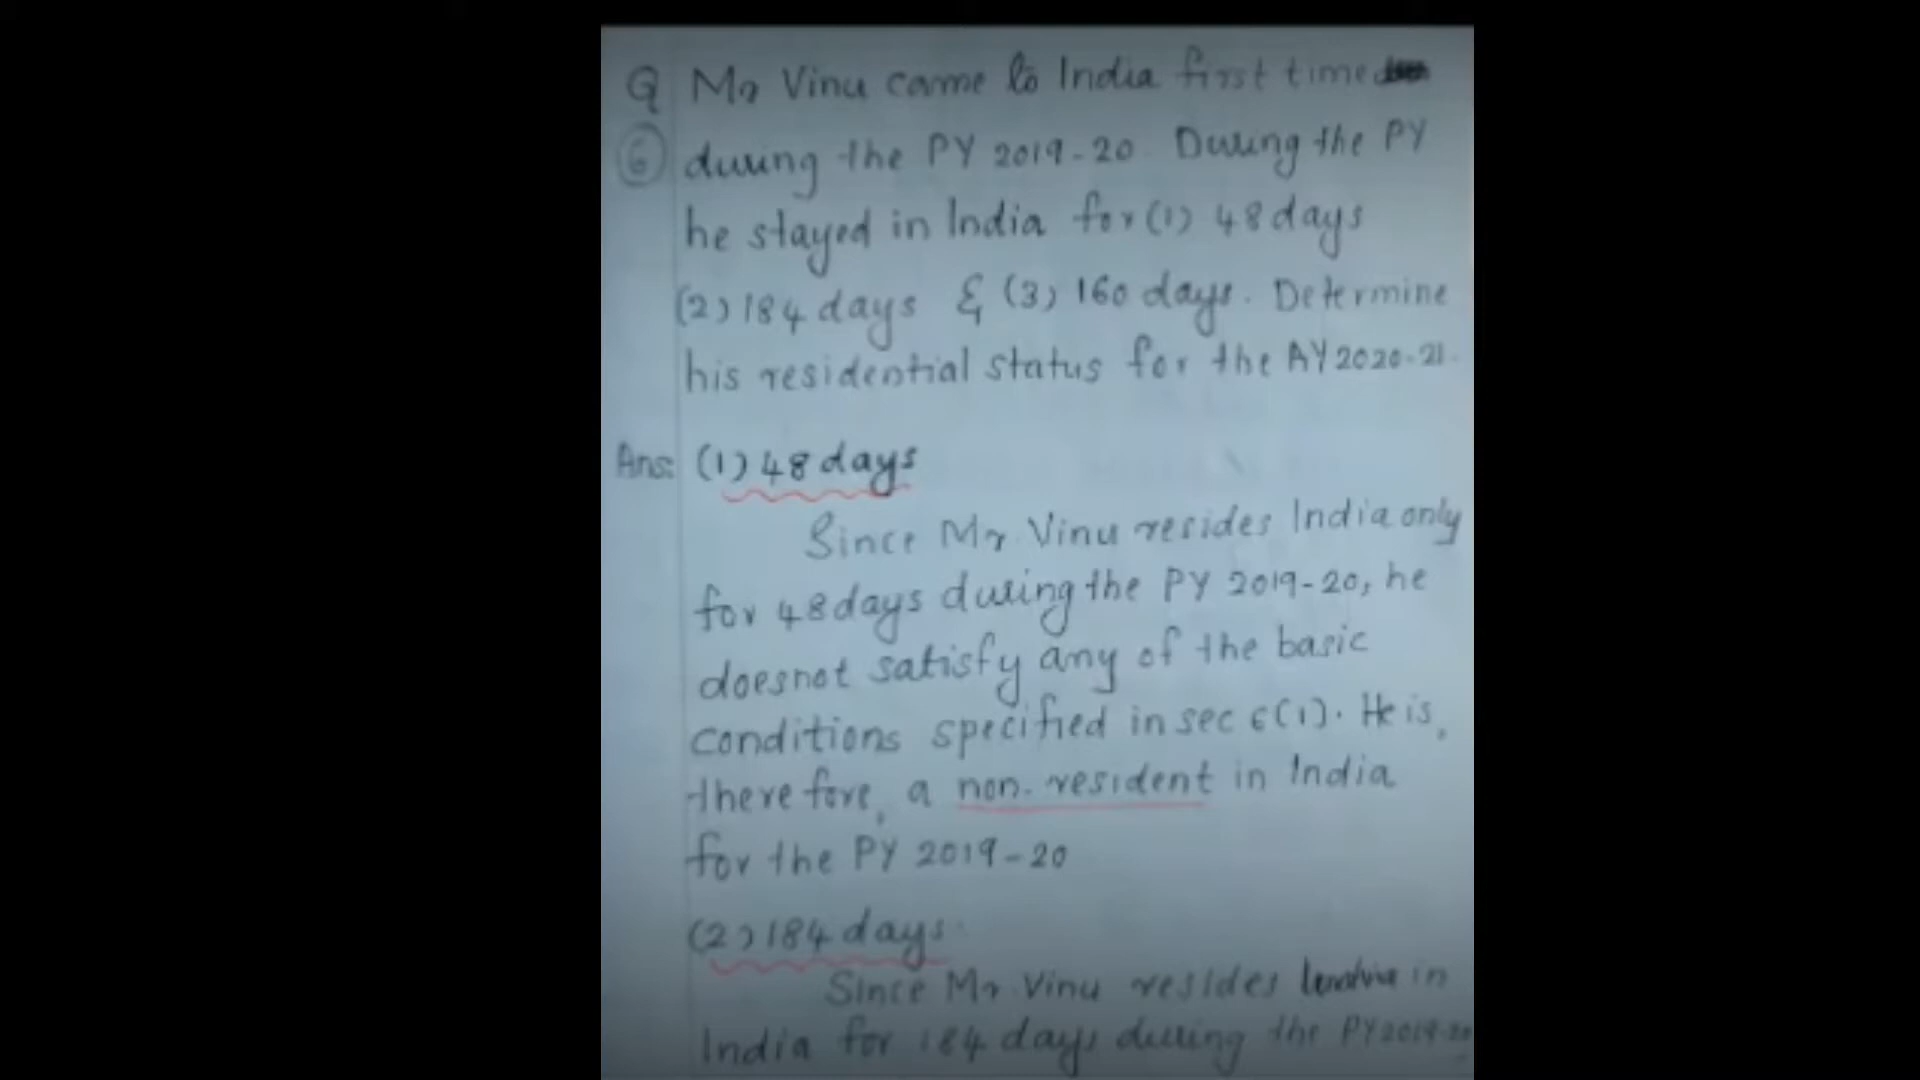 Q Mr Vinu came to India first time
6 during the PY 2019-20. During the PY
he stayed in India for (1) 48 days
(2) 184 days & (3) 160 days. Determine
his residential status for the AY 2020-21.
Ans: (1) 48 days
Since Mr Vinu resides India only
for 48 days during the PY 2019-20, he
doesnot satisfy any of the basic
conditions specified in sec 6(1). He is,
therefore, a non-resident in India
for the PY 2019-20
(2) 184 days.
Since Mr Vinu resides in
India for 184 days during the PY 2019-20